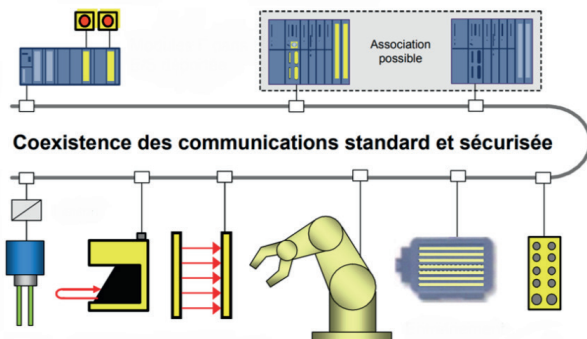 Association
possible
Coexistence des communications standard et sécurisée